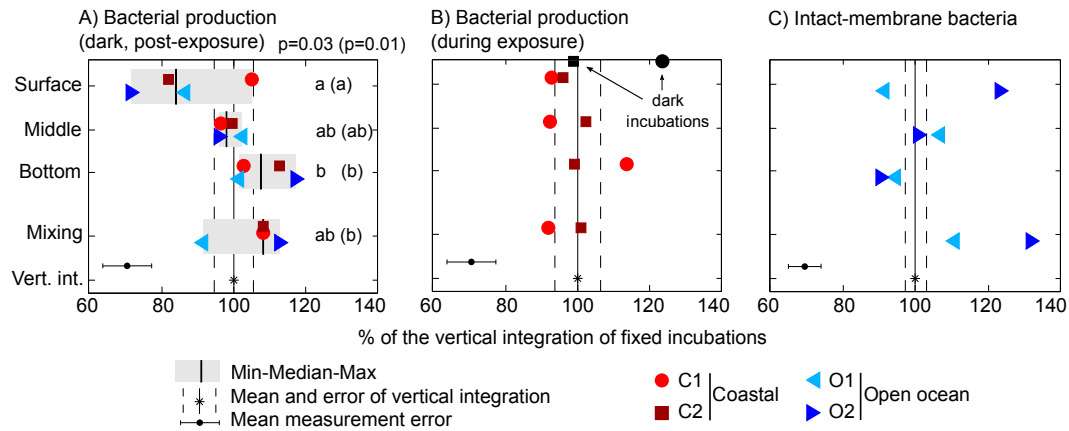 A) Bacterial production
(dark, post-exposure) p=0.03 (p=0.01)
B) Bacterial production
(during exposure)
C) Intact-membrane bacteria
Surface
Middle
Bottom
Mixing
Vert. int.
a (a)
ab (ab)
b (b)
ab (b)
dark
incubations
60 80 100 120 140
60 80 100 120 140
60 80 100 120 140
% of the vertical integration of fixed incubations
Min-Median-Max
Mean and error of vertical integration
Mean measurement error
C1
C2
Coastal
O1
O2
Open ocean